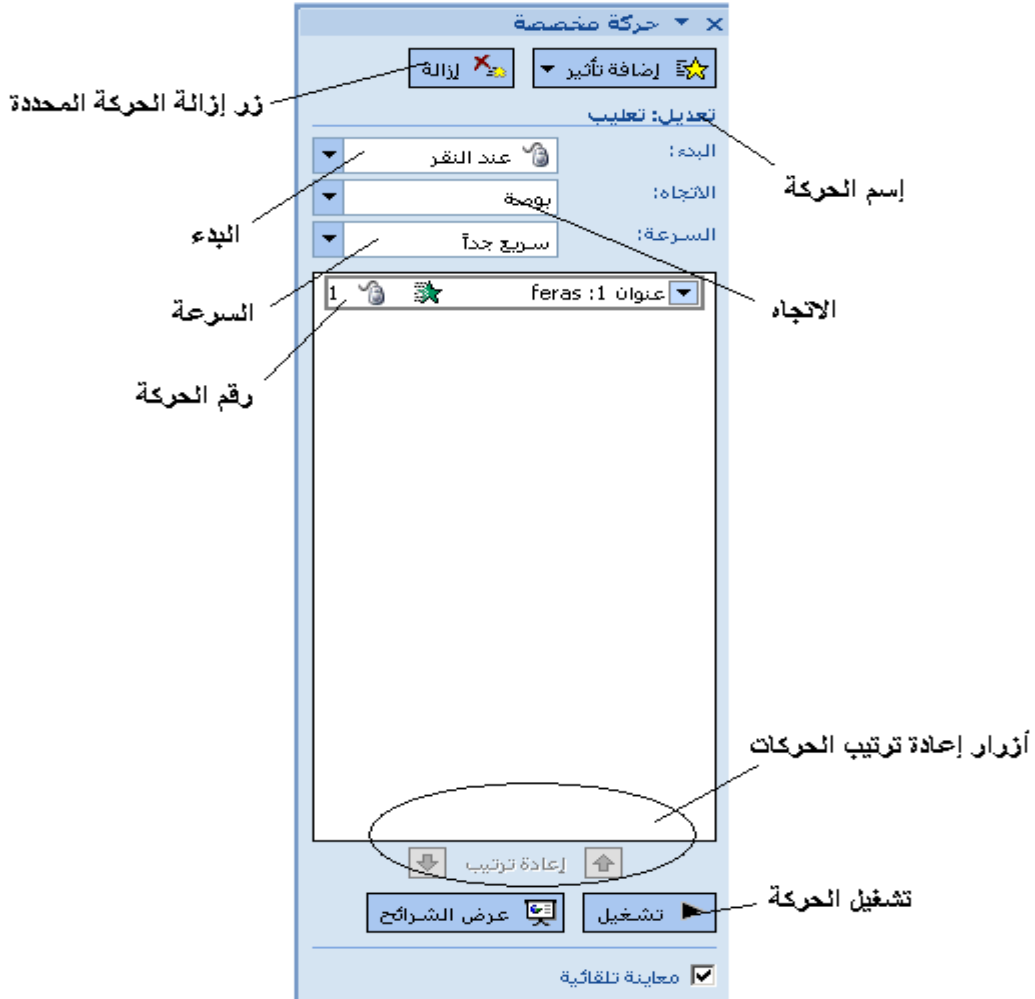 حركة مخصصة
إضافة تأثير
إزالة
زر إزالة الحركة المحددة
تعديل: تعليب
إسم الحركة
البدء:
عند النقر
البدء
الاتجاه:
بوصة
الاتجاه
السرعة:
سريع جداً
السرعة
عنوان 1: feras
1
رقم الحركة
أزرار إعادة ترتيب الحركات
إعادة ترتيب
تشغيل
عرض الشرائح
تشغيل الحركة
معاينة تلقائية